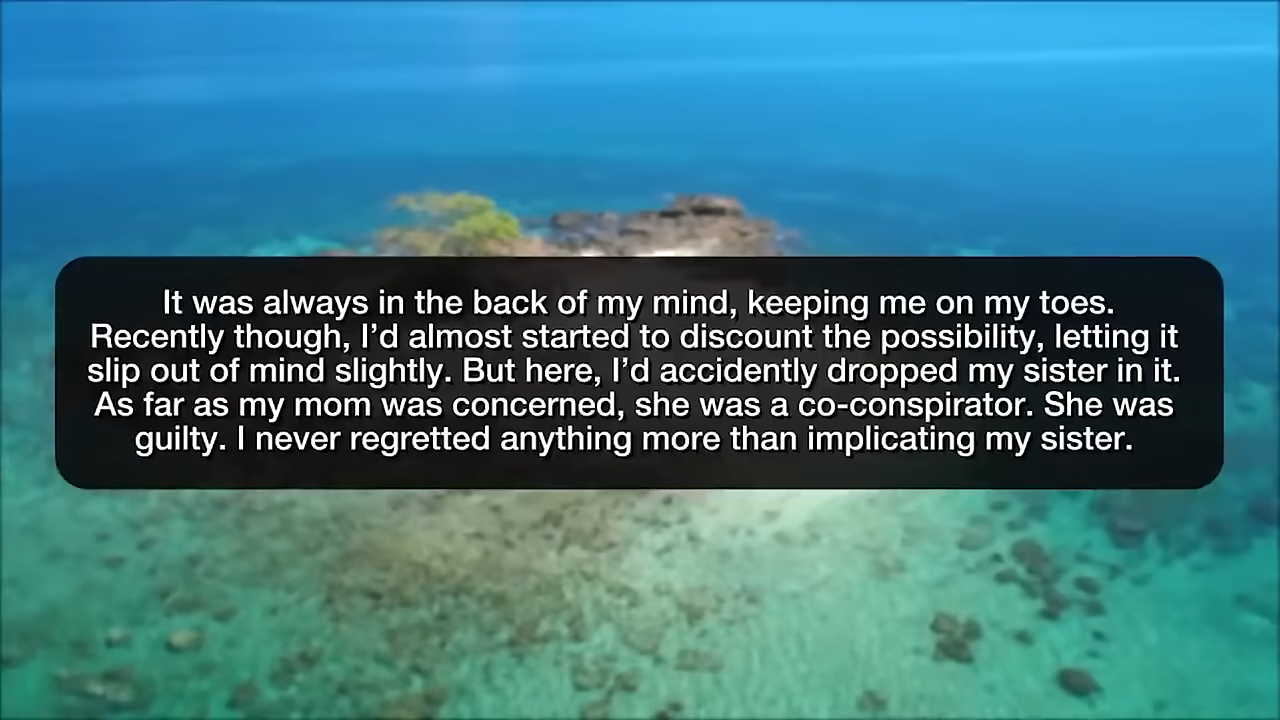 It was always in the back of my mind, keeping me on my toes.
Recently though, I’d almost started to discount the possibility, letting it
slip out of mind slightly. But here, I’d accidently dropped my sister in it.
As far as my mom was concerned, she was a co-conspirator. She was
guilty. I never regretted anything more than implicating my sister.